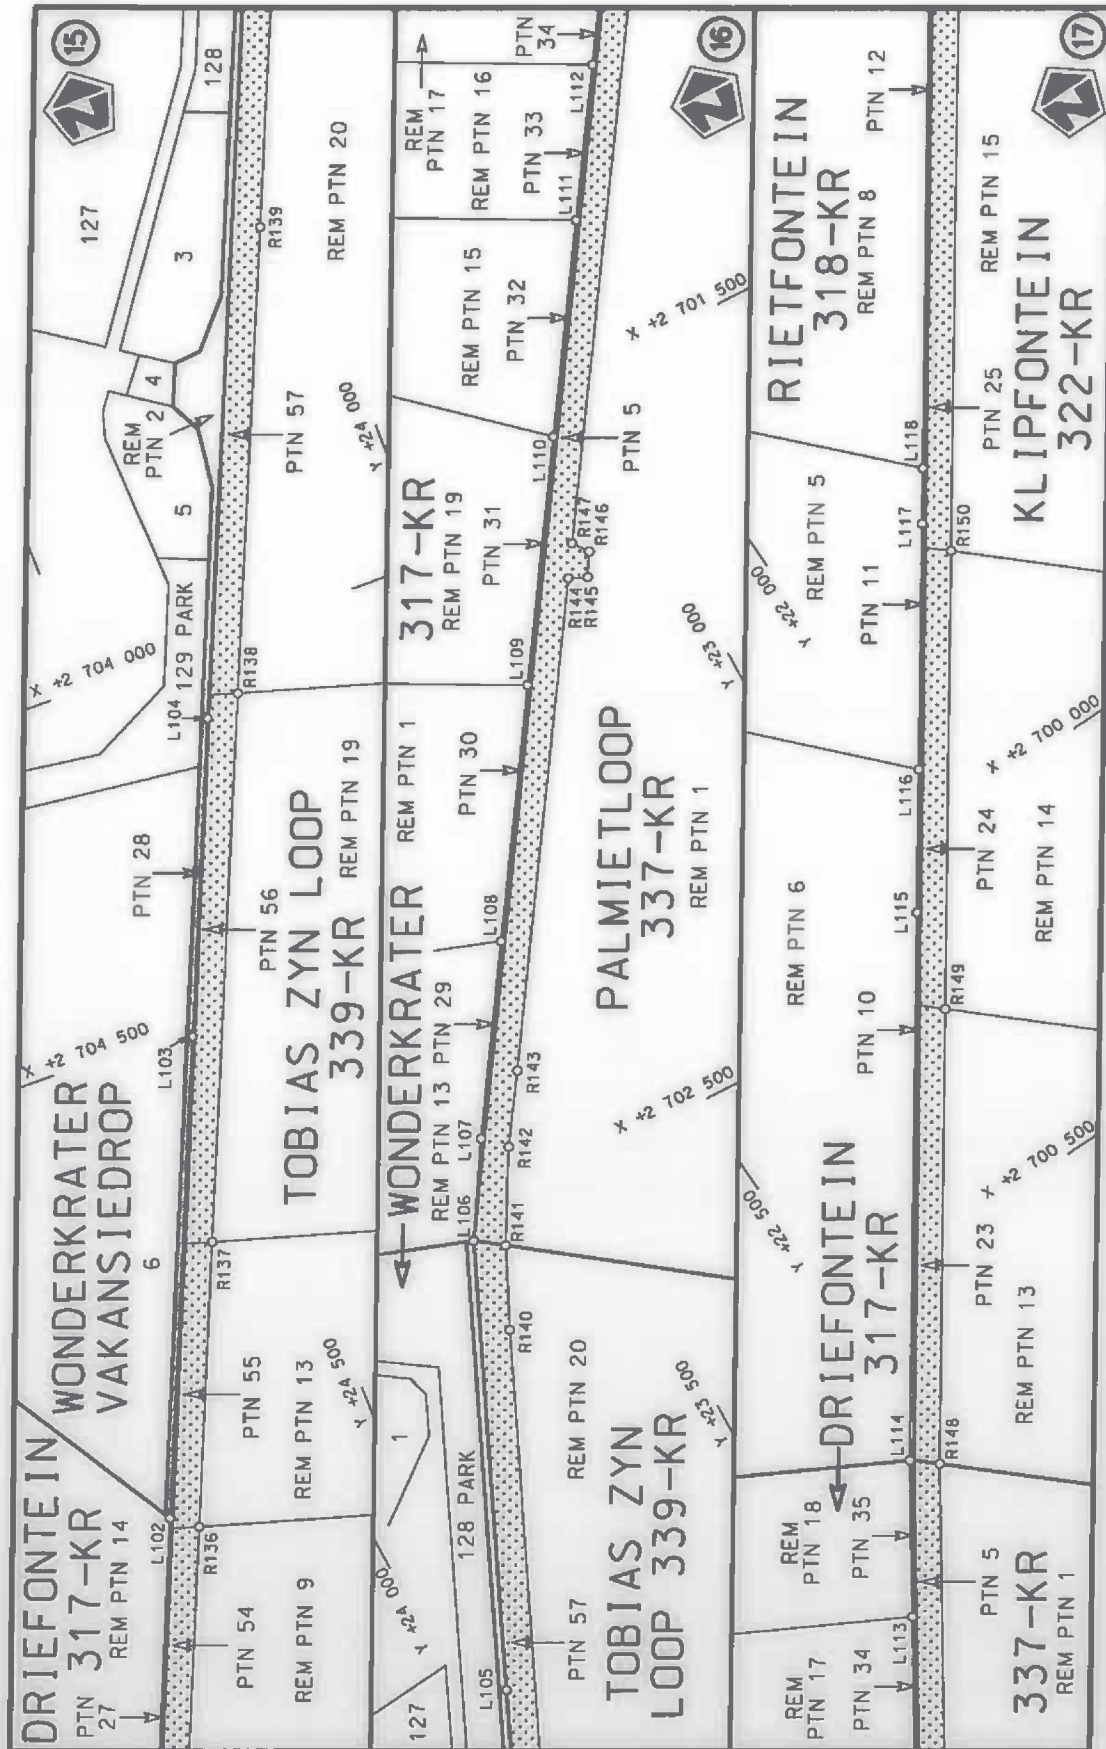 15
DRIEFONTEIN
317-KR
REM PTN 14
PTN
27
WONDERKRATER
VAKANSIEDROP
6
X +2 704 500
PTN 28
X +2 704 000
129 PARK
5
REM
PTN 2
4
3
127
128
L102
L103
L104
R136
R137
R138
R139
PTN 54
REM PTN 9
PTN 55
REM PTN 13
Y +24 500
TOBIAS ZYN LOOP
339-KR
PTN 56
REM PTN 19
PTN 57
Y +24 000
REM PTN 20
16
127
Y +24 000
1
128 PARK
WONDERKRATER
317-KR
REM PTN 13
PTN 29
REM PTN 1
PTN 30
REM PTN 19
PTN 31
REM PTN 15
PTN 32
REM
PTN 17
REM PTN 16
PTN 33
PTN
34
L105
L106
L107
L108
L109
L110
L111
L112
R140
R141
R142
R143
R144
R145
R146
R147
PTN 57
TOBIAS ZYN
LOOP 339-KR
REM PTN 20
Y +23 500
X +2 702 500
PALMIETLOOP
337-KR
REM PTN 1
Y +23 000
PTN 5
X +2 701 500
17
REM
PTN 17
PTN 34
REM
PTN 18
PTN 35
DRIEFONTEIN
317-KR
Y +22 500
PTN 10
REM PTN 6
PTN 11
Y +22 000
REM PTN 5
RIETFONTEIN
318-KR
REM PTN 8
PTN 12
L113
L114
L115
L116
L117
L118
R148
R149
R150
337-KR
REM PTN 1
PTN 5
REM PTN 13
PTN 23
X +2 700 500
REM PTN 14
PTN 24
X +2 700 000
KLIPFONTEIN
322-KR
PTN 25
REM PTN 15